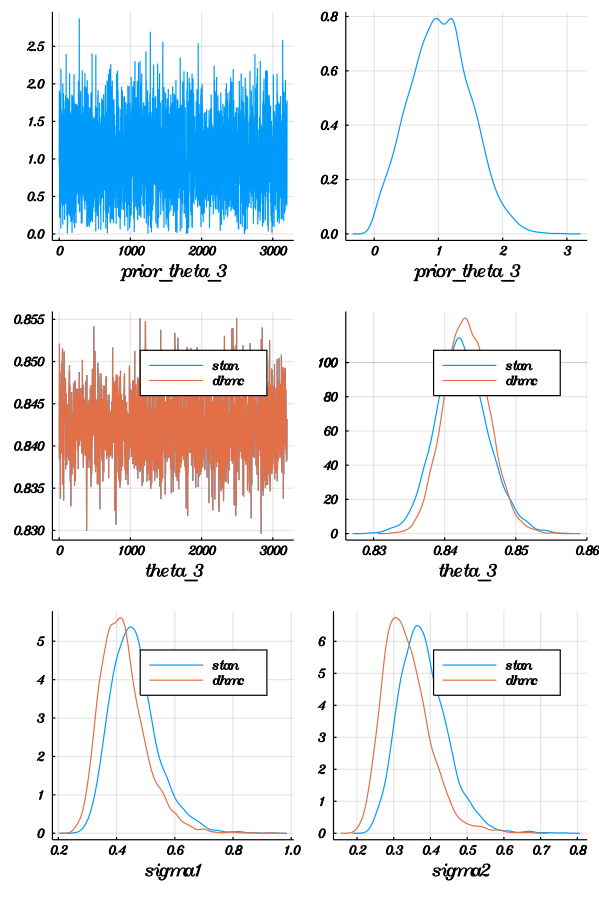 2.5
2.0
1.5
1.0
0.5
0.0
0 1000 2000 3000
prior_theta_3
0.8
0.6
0.4
0.2
0.0
0 1 2 3
prior_theta_3
0.855
0.850
0.845
0.840
0.835
0.830
stan
dhmc
0 1000 2000 3000
theta_3
100
80
60
40
20
0
stan
dhmc
0.83 0.84 0.85 0.86
theta_3
5
4
3
2
1
0
stan
dhmc
0.2 0.4 0.6 0.8 1.0
sigma1
6
5
4
3
2
1
0
stan
dhmc
0.2 0.3 0.4 0.5 0.6 0.7 0.8
sigma2